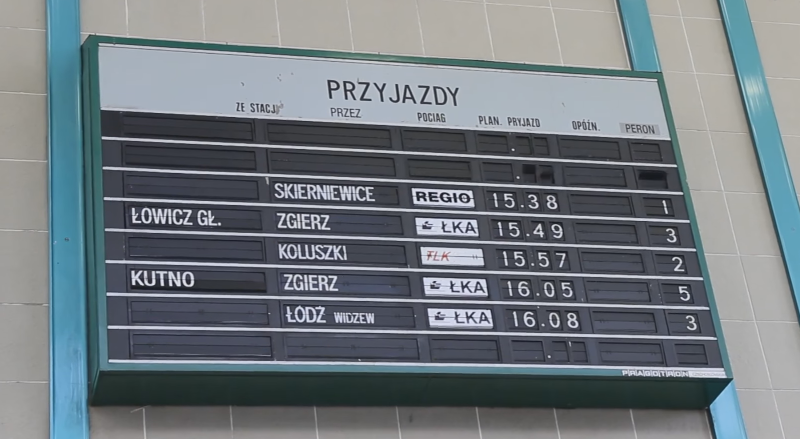 PRZYJAZDY
ZE STACJI PRZEZ POCIĄG PLAN. PRZYJAZD OPÓŹN. PERON
SKIERNIEWICE REGIO 15.38 1
ŁOWICZ GŁ. ZGIERZ ŁKA 15.49 3
KOLUSZKI TLK 15.57 2
KUTNO ZGIERZ ŁKA 16.05 5
ŁÓDŹ WIDZEW ŁKA 16.08 3
PRAGOTRON